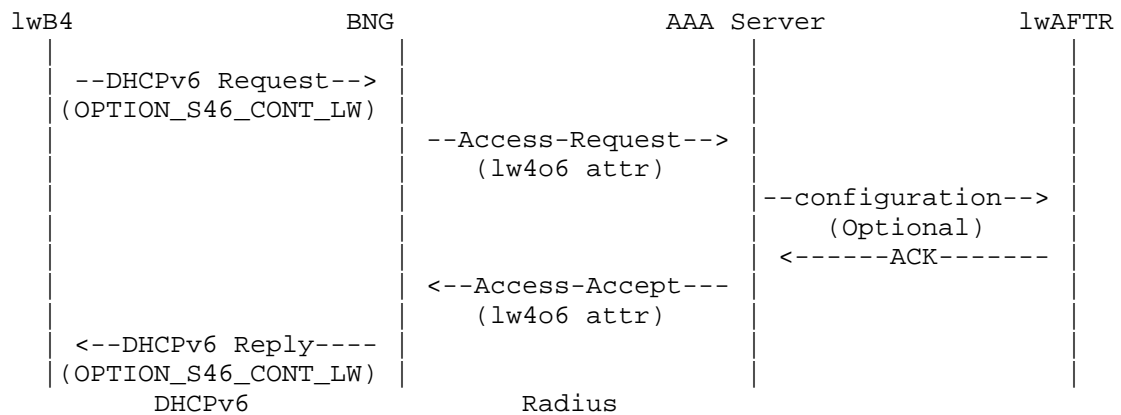 lwB4 BNG AAA Server lwAFTR
--DHCPv6 Request-->
(OPTION_S46_CONT_LW)
--Access-Request-->
(lw4o6 attr)
--configuration-->
(Optional)
<------ACK-------
<--Access-Accept---
(lw4o6 attr)
<--DHCPv6 Reply----
(OPTION_S46_CONT_LW)
DHCPv6 Radius